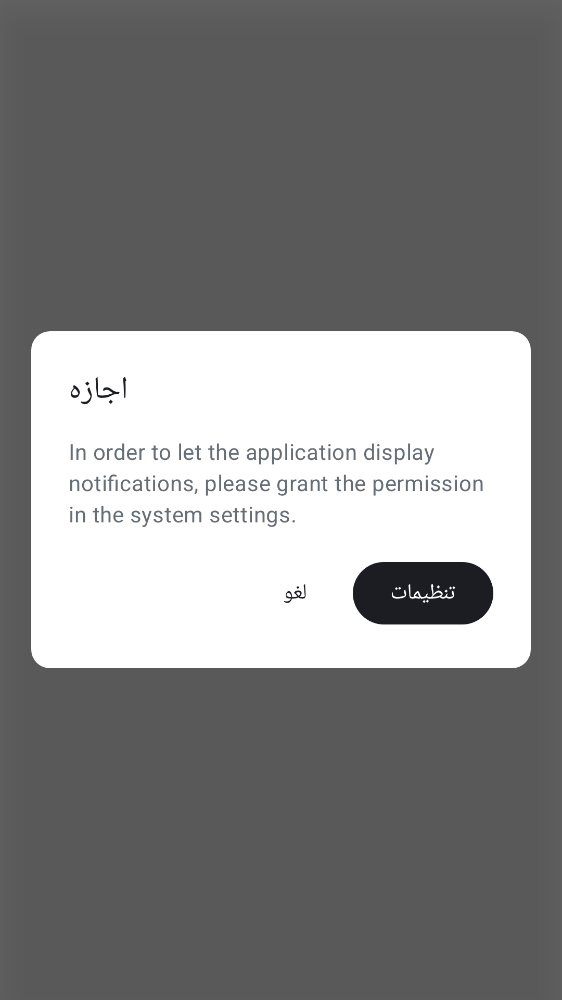 اجازه
In order to let the application display
notifications, please grant the permission
in the system settings.
لغو
تنظیمات